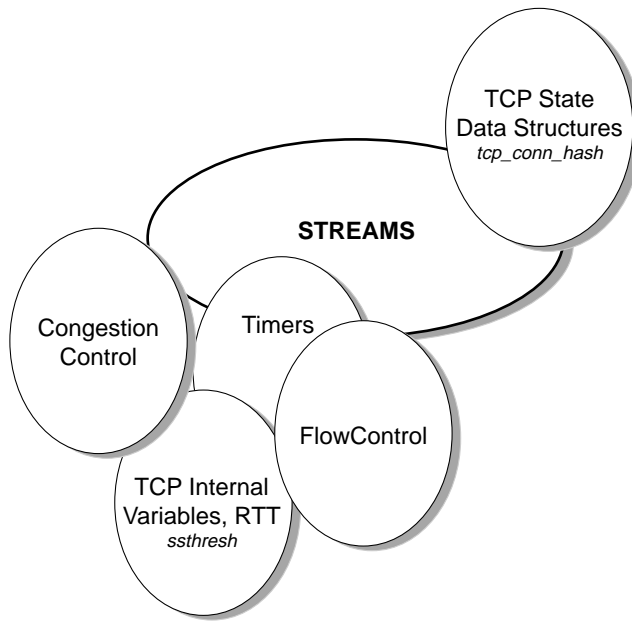 TCP State
Data Structures
tcp_conn_hash
STREAMS
Timers
Congestion
Control
FlowControl
TCP Internal
Variables, RTT
ssthresh